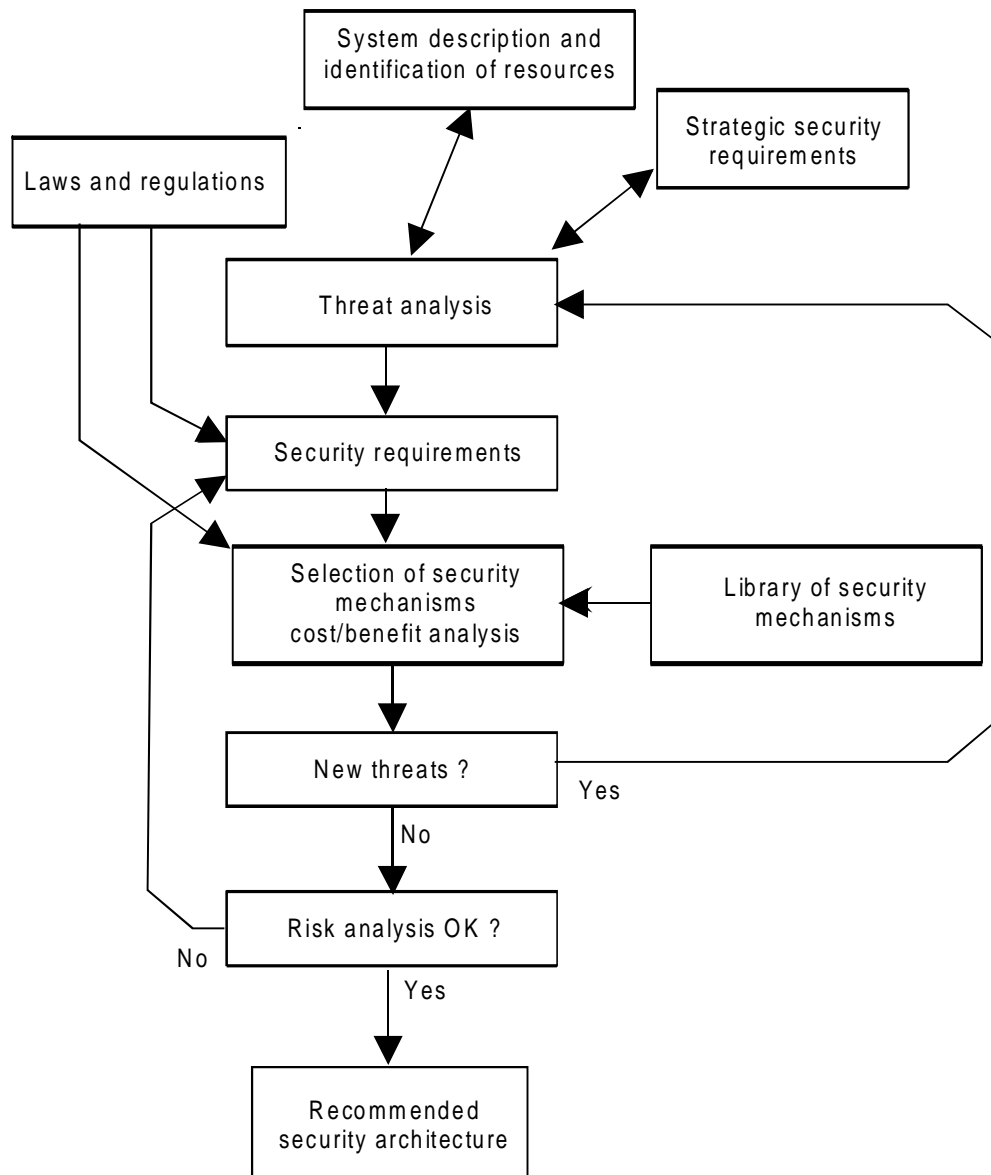 System description and
identification of resources
Strategic security
requirements
Laws and regulations
Threat analysis
Security requirements
Selection of security
mechanisms
cost/benefit analysis
Library of security
mechanisms
New threats ?
Yes
No
Risk analysis OK ?
No
Yes
Recommended
security architecture